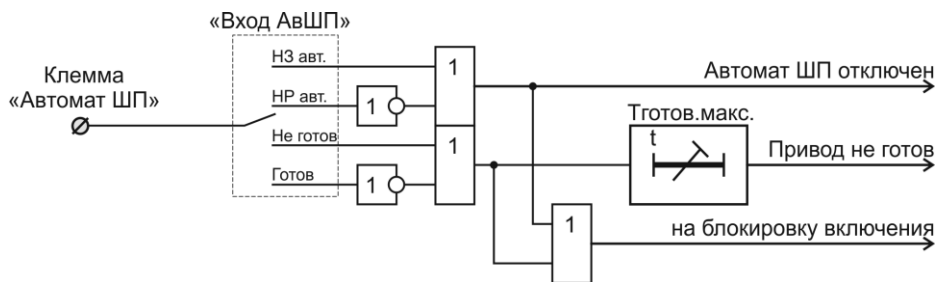 «Вход АвШП»
НЗ авт.
1
Автомат ШП отключен
Клемма
«Автомат ШП»
НР авт.
1
Тготов.макс.
Не готов
1
t
Привод не готов
Готов
1
1
на блокировку включения